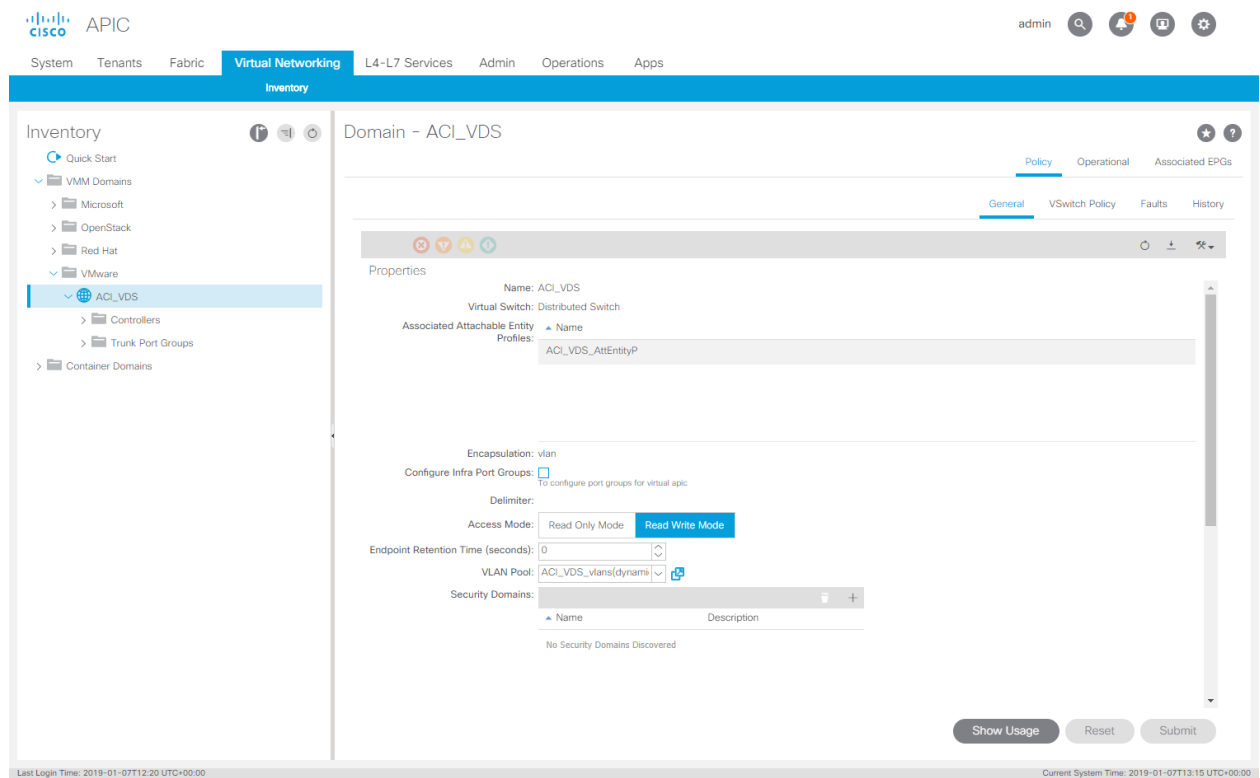 CISCO APIC
admin
1
System Tenants Fabric Virtual Networking L4-L7 Services Admin Operations Apps
Inventory
Inventory
Quick Start
VMM Domains
Microsoft
OpenStack
Red Hat
VMware
ACI_VDS
Controllers
Trunk Port Groups
Container Domains
Domain - ACI_VDS
Policy Operational Associated EPGs
General VSwitch Policy Faults History
Properties
Name: ACI_VDS
Virtual Switch: Distributed Switch
Associated Attachable Entity Profiles:
Name
ACI_VDS_AttEntityP
Encapsulation: vlan
Configure Infra Port Groups:
To configure port groups for virtual apic
Delimiter:
Access Mode: Read Only Mode Read Write Mode
Endpoint Retention Time (seconds): 0
VLAN Pool: ACI_VDS_vlans(dynami
Security Domains:
Name Description
No Security Domains Discovered
Show Usage Reset Submit
Last Login Time: 2019-01-07T12:20 UTC+00:00
Current System Time: 2019-01-07T13:15 UTC+00:00